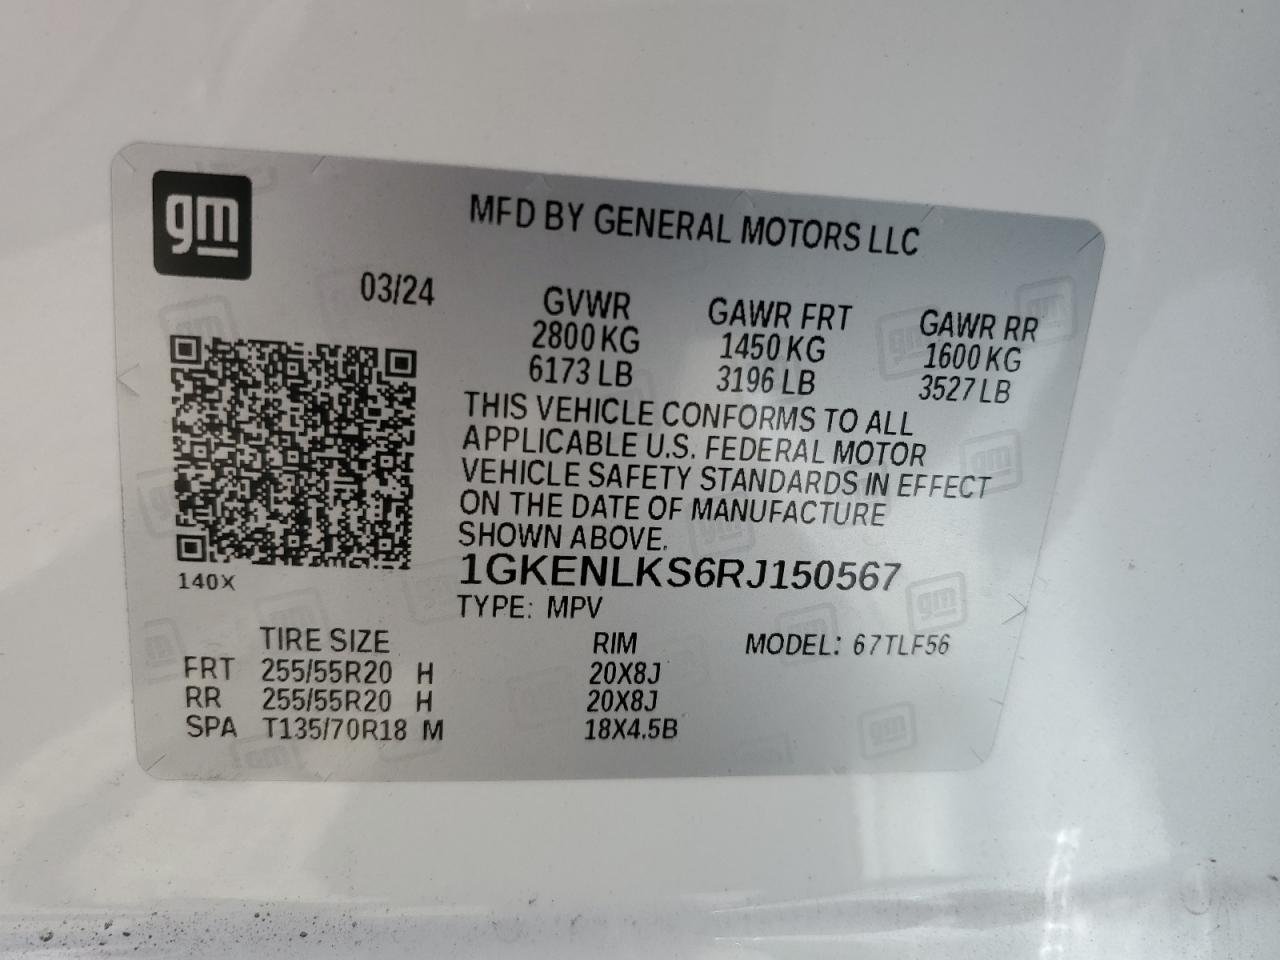 gm
MFD BY GENERAL MOTORS LLC
03/24
GVWR GAWR FRT GAWR RR
2800 KG 1450 KG 1600 KG
6173 LB 3196 LB 3527 LB
THIS VEHICLE CONFORMS TO ALL
APPLICABLE U.S. FEDERAL MOTOR
VEHICLE SAFETY STANDARDS IN EFFECT
ON THE DATE OF MANUFACTURE
SHOWN ABOVE.
1GKENLKS6RJ150567
140X
TYPE: MPV
TIRE SIZE RIM MODEL: 67TLF56
FRT 255/55R20 H 20X8J
RR 255/55R20 H 20X8J
SPA T135/70R18 M 18X4.5B